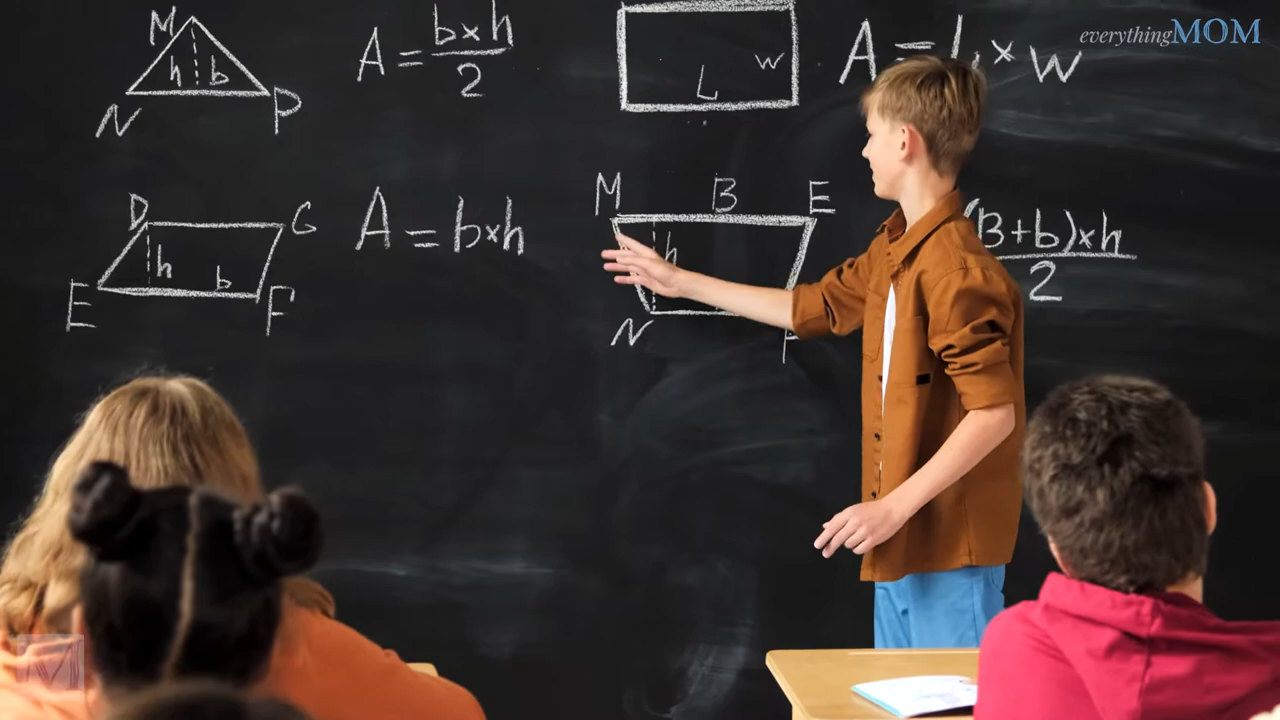 everythingMOM
M
h
b
N
P
A = b×h
2
L
w
A = L × w
D
G
h
b
E
F
A = b×h
M
B
E
h
N
(B+b)×h
2
M